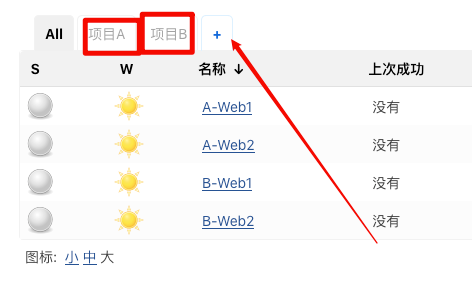 All 项目A 项目B +
S W 名称 ↓ 上次成功
A-Web1 没有
A-Web2 没有
B-Web1 没有
B-Web2 没有
图标: 小 中 大